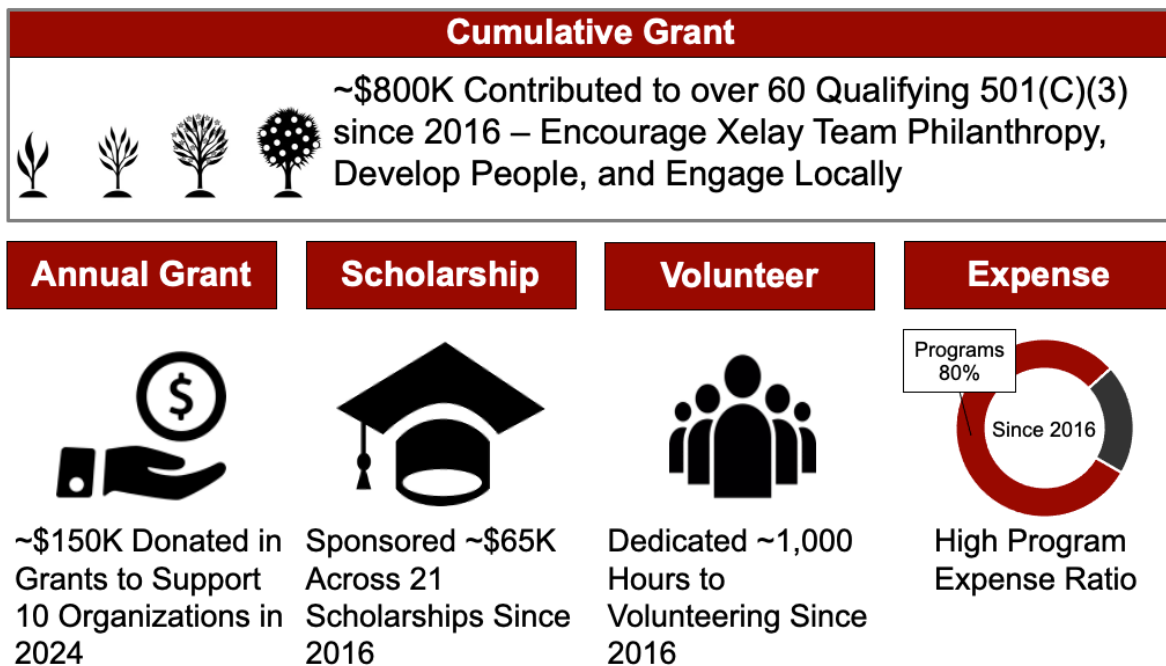 Cumulative Grant
~$800K Contributed to over 60 Qualifying 501(C)(3)
since 2016 – Encourage Xelay Team Philanthropy,
Develop People, and Engage Locally
Annual Grant
$
~$150K Donated in
Grants to Support
10 Organizations in
2024
Scholarship
Sponsored ~$65K
Across 21
Scholarships Since
2016
Volunteer
Dedicated ~1,000
Hours to
Volunteering Since
2016
Expense
Programs
80%
Since 2016
High Program
Expense Ratio